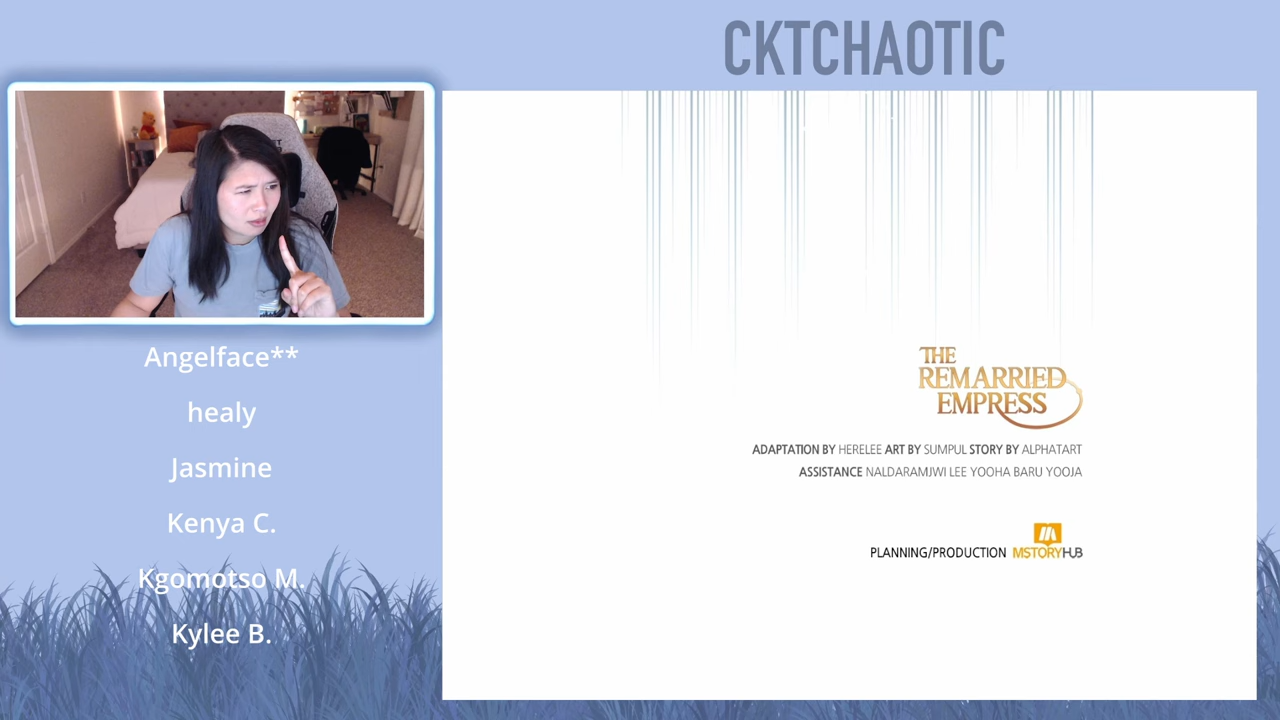 CKTCHAOTIC
Angelface**
healy
Jasmine
Kenya C.
Kgomotso M.
Kylee B.
THE
REMARRIED
EMPRESS
ADAPTATION BY HERELEE ART BY SUMPUL STORY BY ALPHATART
ASSISTANCE NALDARAMJWI LEE YOOHA BARU YOOJA
PLANNING/PRODUCTION MSTORYHUB